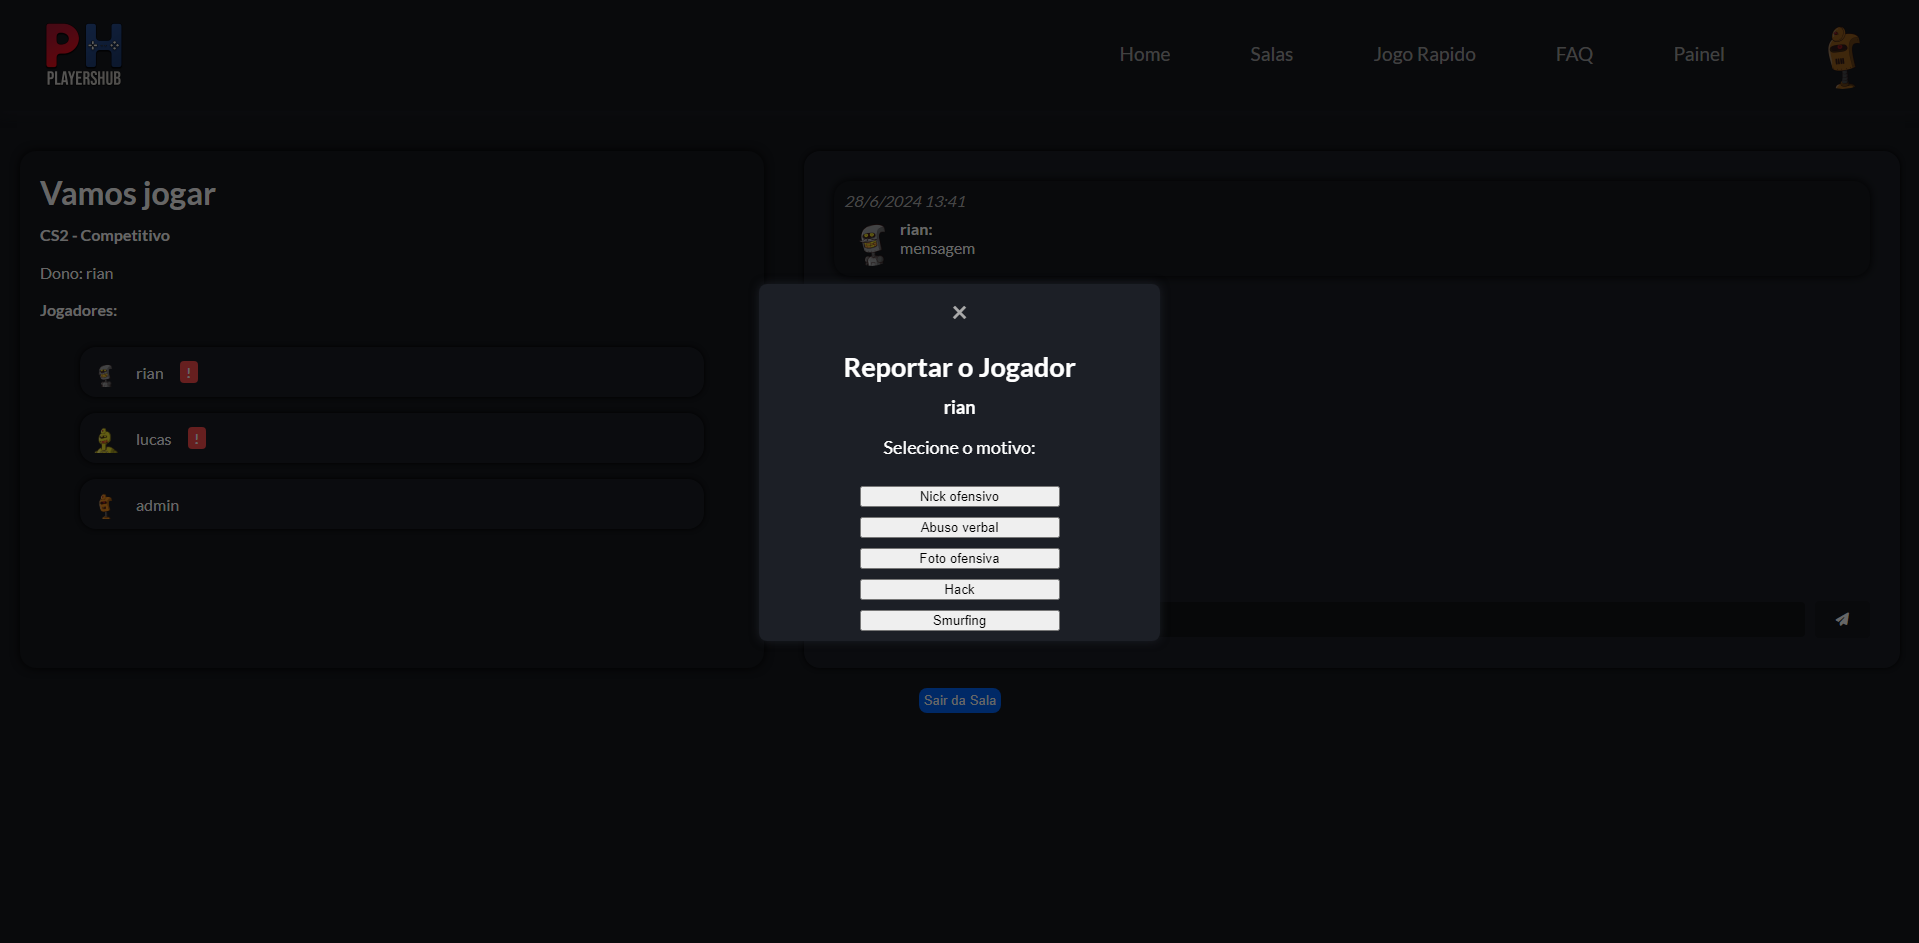 PH
PLAYERSHUB
Home
Salas
Jogo Rapido
FAQ
Painel
Vamos jogar
CS2 - Competitivo
Dono: rian
Jogadores:
rian !
lucas !
admin
28/6/2024 13:41
rian:
mensagem
×
Reportar o Jogador
rian
Selecione o motivo:
Nick ofensivo
Abuso verbal
Foto ofensiva
Hack
Smurfing
Sair da Sala